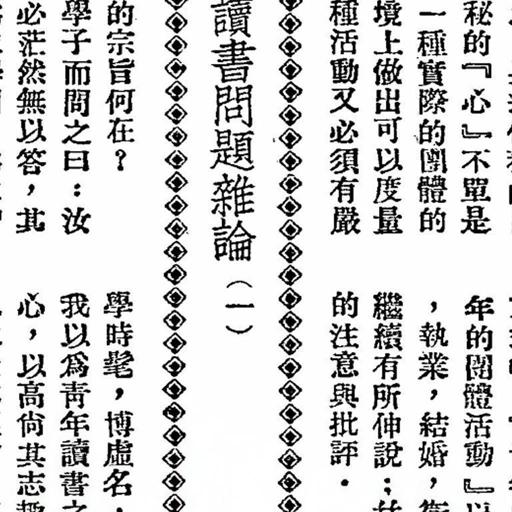 秘的『心』不單是
一種實際的團體的
境上做出可以度量
種活動又必須有嚴
年的團體活動』以
，執業，結婚，衛
繼續有所伸說；並
的注意與批評。
讀書問題雜論（一）
的宗旨何在？
學子而問之曰：汝
必茫然無以答，其
學時髦，博虛名，
我以爲靑年讀書之
心，以高尙其志趣